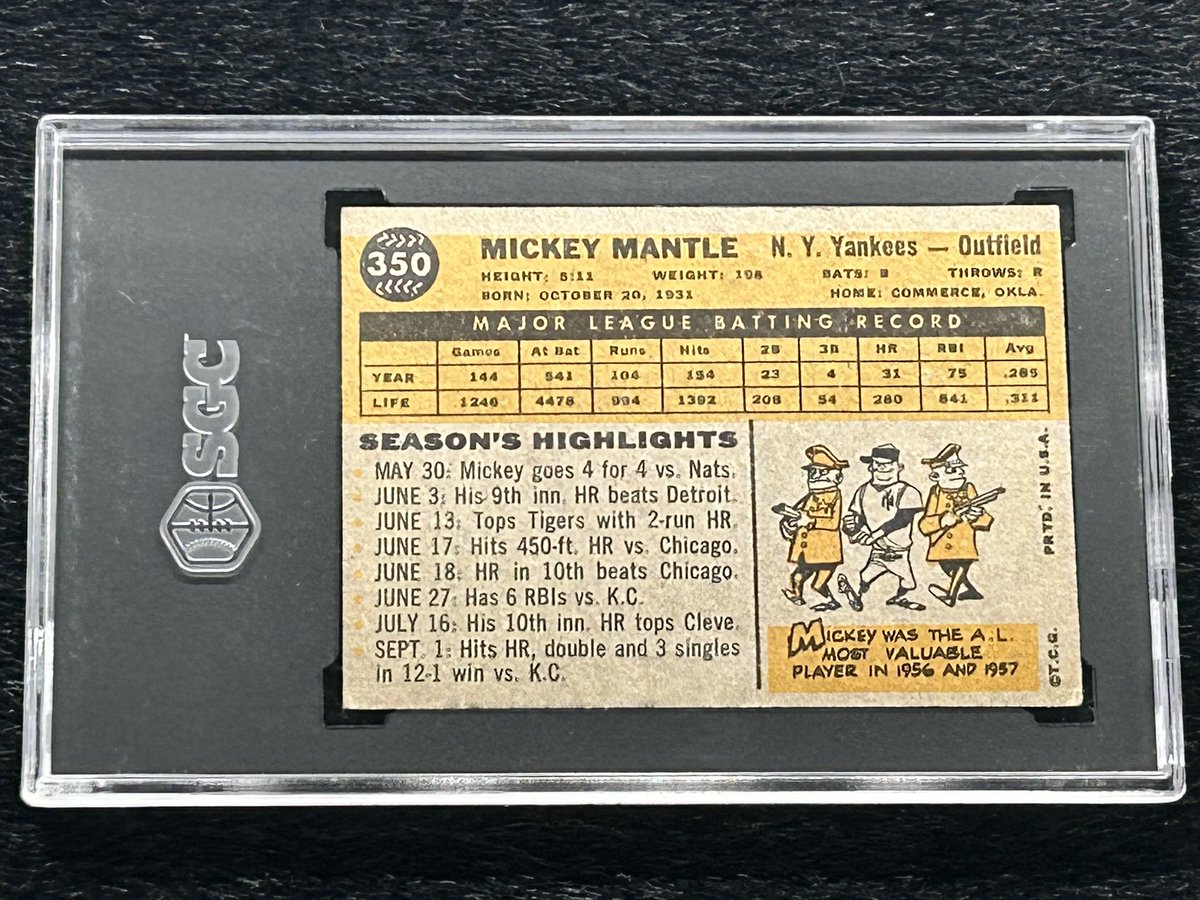 SGC
350
MICKEY MANTLE N. Y. Yankees — Outfield
HEIGHT: 5:11 WEIGHT: 198 BATS: B THROWS: R
BORN: OCTOBER 20, 1931 HOME: COMMERCE, OKLA.
MAJOR LEAGUE BATTING RECORD
Games At Bat Runs Hits 2B 3B HR RBI Avg
YEAR 144 541 104 154 23 4 31 75 .285
LIFE 1246 4478 994 1392 208 54 280 841 .311
SEASON'S HIGHLIGHTS
MAY 30: Mickey goes 4 for 4 vs. Nats.
JUNE 3: His 9th inn. HR beats Detroit.
JUNE 13: Tops Tigers with 2-run HR.
JUNE 17: Hits 450-ft. HR vs. Chicago.
JUNE 18: HR in 10th beats Chicago.
JUNE 27: Has 6 RBIs vs. K.C.
JULY 16: His 10th inn. HR tops Cleve.
SEPT. 1: Hits HR, double and 3 singles
in 12-1 win vs. K.C.
NY
MICKEY WAS THE A.L.
MOST VALUABLE
PLAYER IN 1956 AND 1957
©T.C.G. PRTD. IN U.S.A.